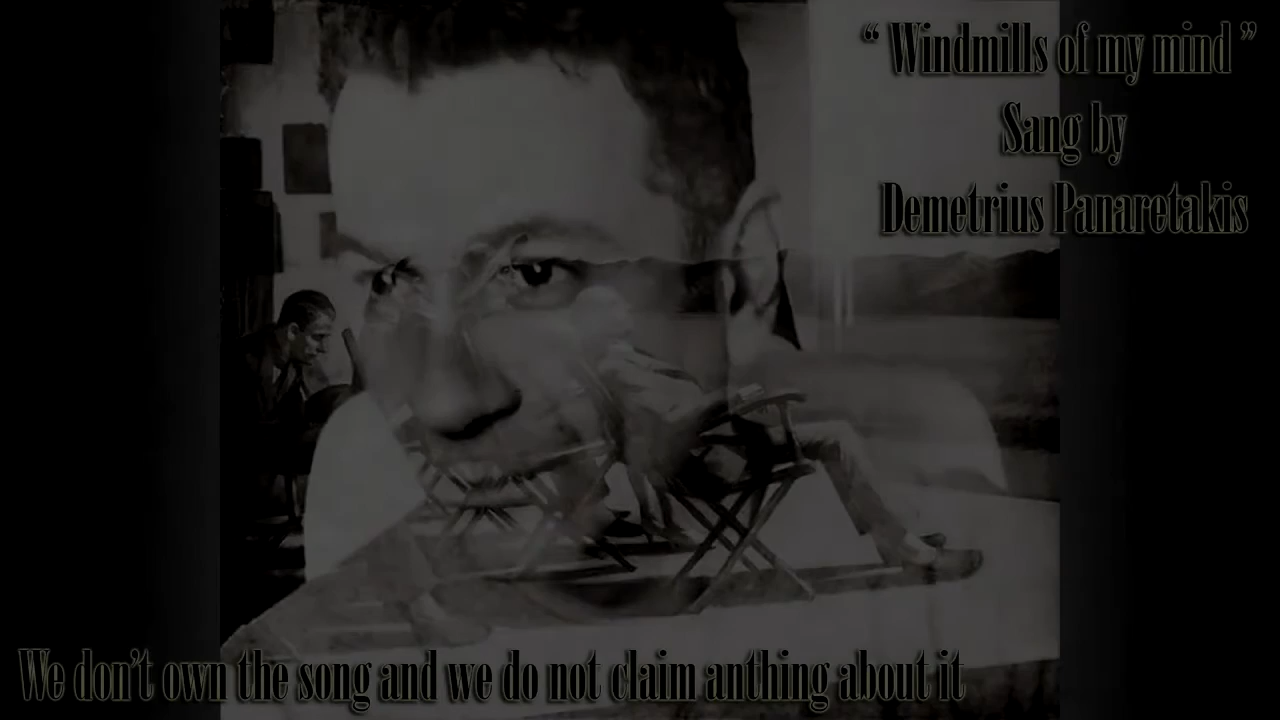 “ Windmills of my mind ”
Sang by
Demetrius Panaretakis
We don't own the song and we do not claim anthing about it